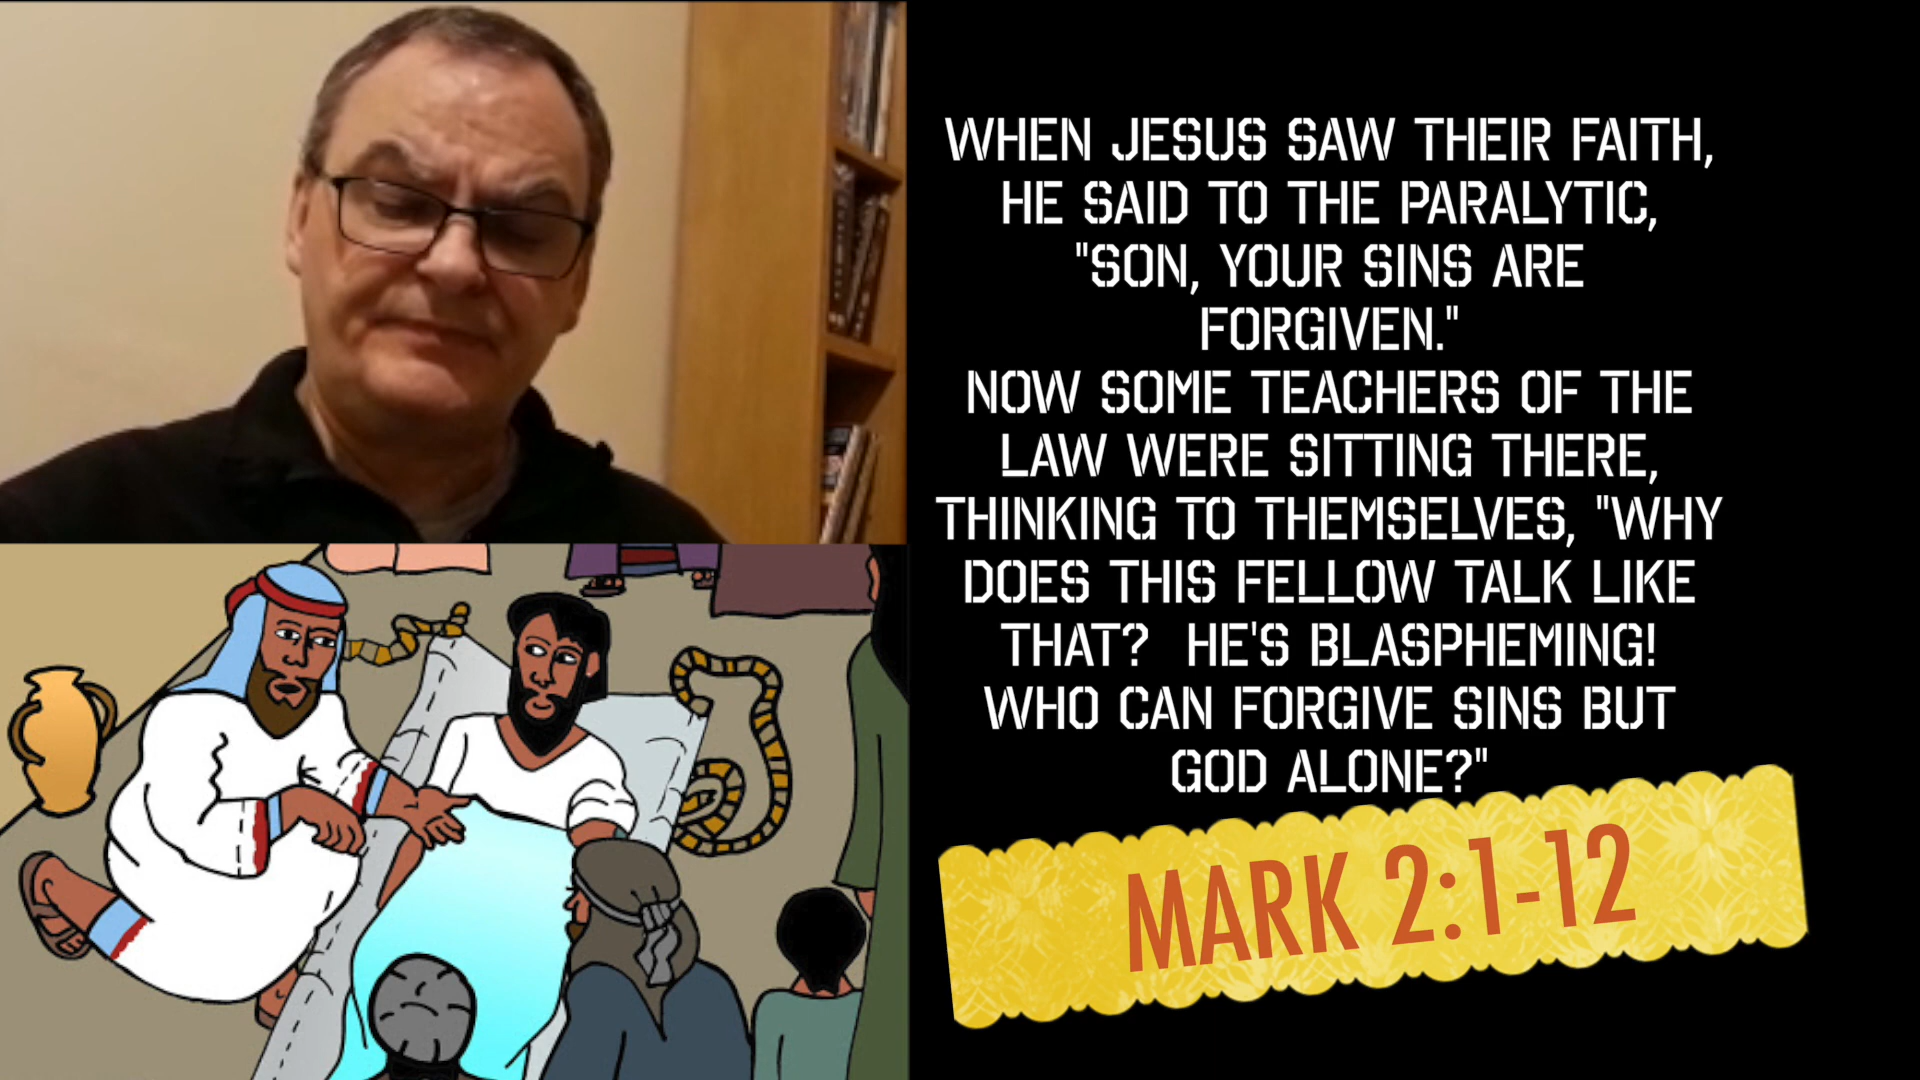 WHEN JESUS SAW THEIR FAITH,
HE SAID TO THE PARALYTIC,
"SON, YOUR SINS ARE
FORGIVEN."
NOW SOME TEACHERS OF THE
LAW WERE SITTING THERE,
THINKING TO THEMSELVES, "WHY
DOES THIS FELLOW TALK LIKE
THAT?  HE'S BLASPHEMING!
WHO CAN FORGIVE SINS BUT
GOD ALONE?"
MARK 2:1-12